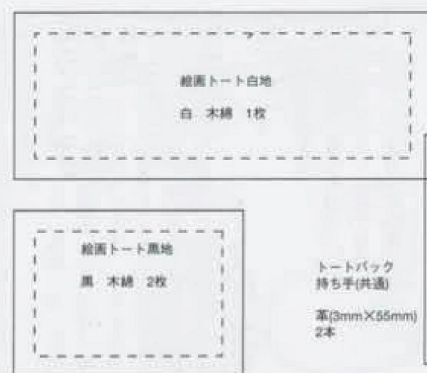 絵画トート白地
白　木綿　1枚
絵画トート黒地
黒　木綿　2枚
トートバック
持ち手(共通)
革(3mm×55mm)
2本